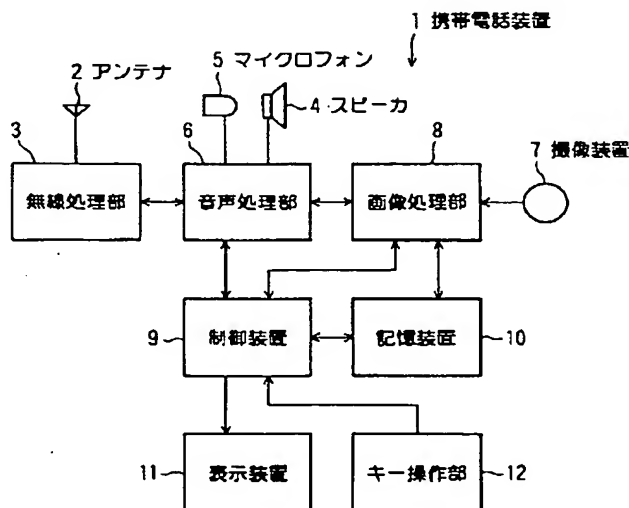 1 携帯電話装置
5 マイクロフォン
2 アンテナ
4 スピーカ
3
6
8
7 撮像装置
無線処理部
音声処理部
画像処理部
9
制御装置
記憶装置
10
11
表示装置
キー操作部
12